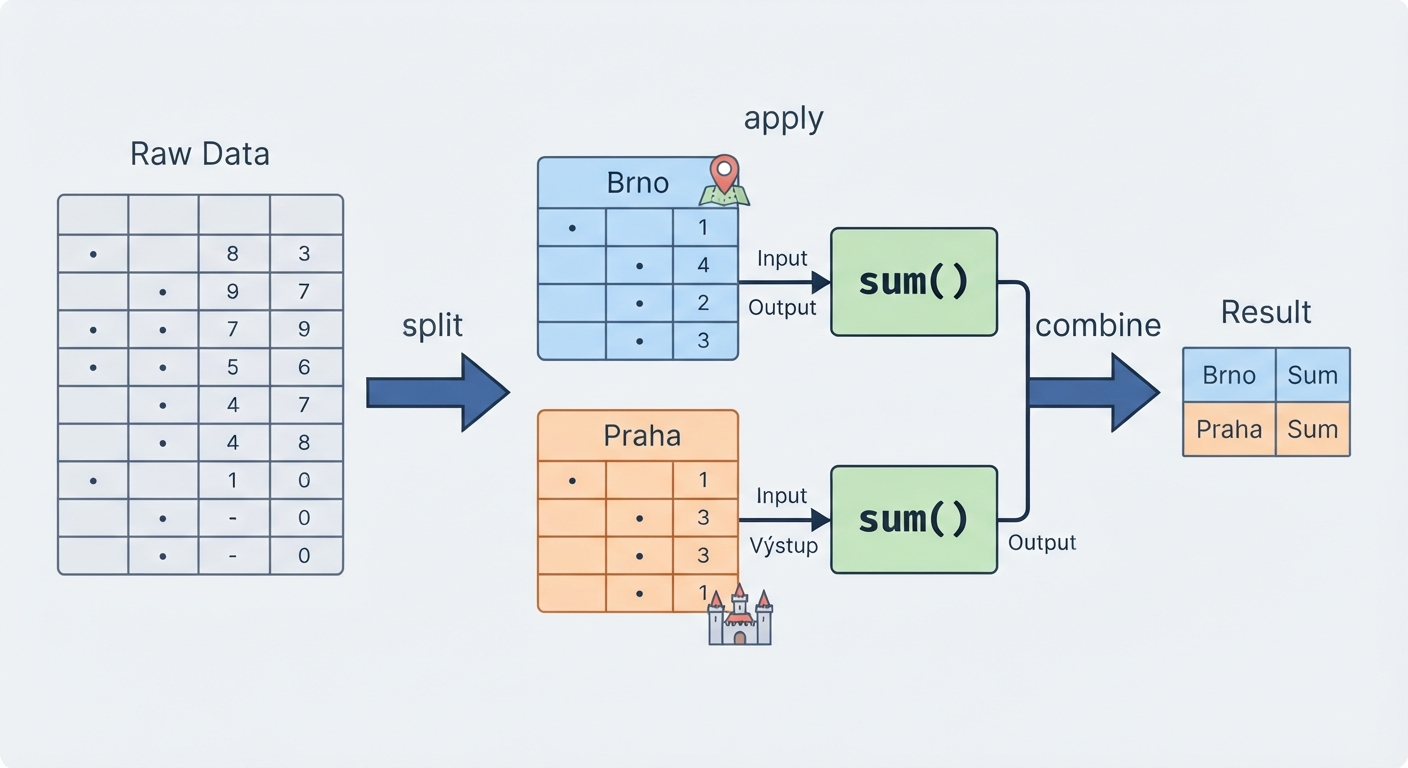 Raw Data
• 8 3
• 9 7
• • 7 9
• • 5 6
• 4 7
• 4 8
• 1 0
• - 0
• - 0
split
apply
Brno
• 1
• 4
• 2
• 3
Input
Output
sum()
Praha
• 1
• 3
• 3
• 1
Input
Výstup
sum()
Output
combine
Result
Brno Sum
Praha Sum